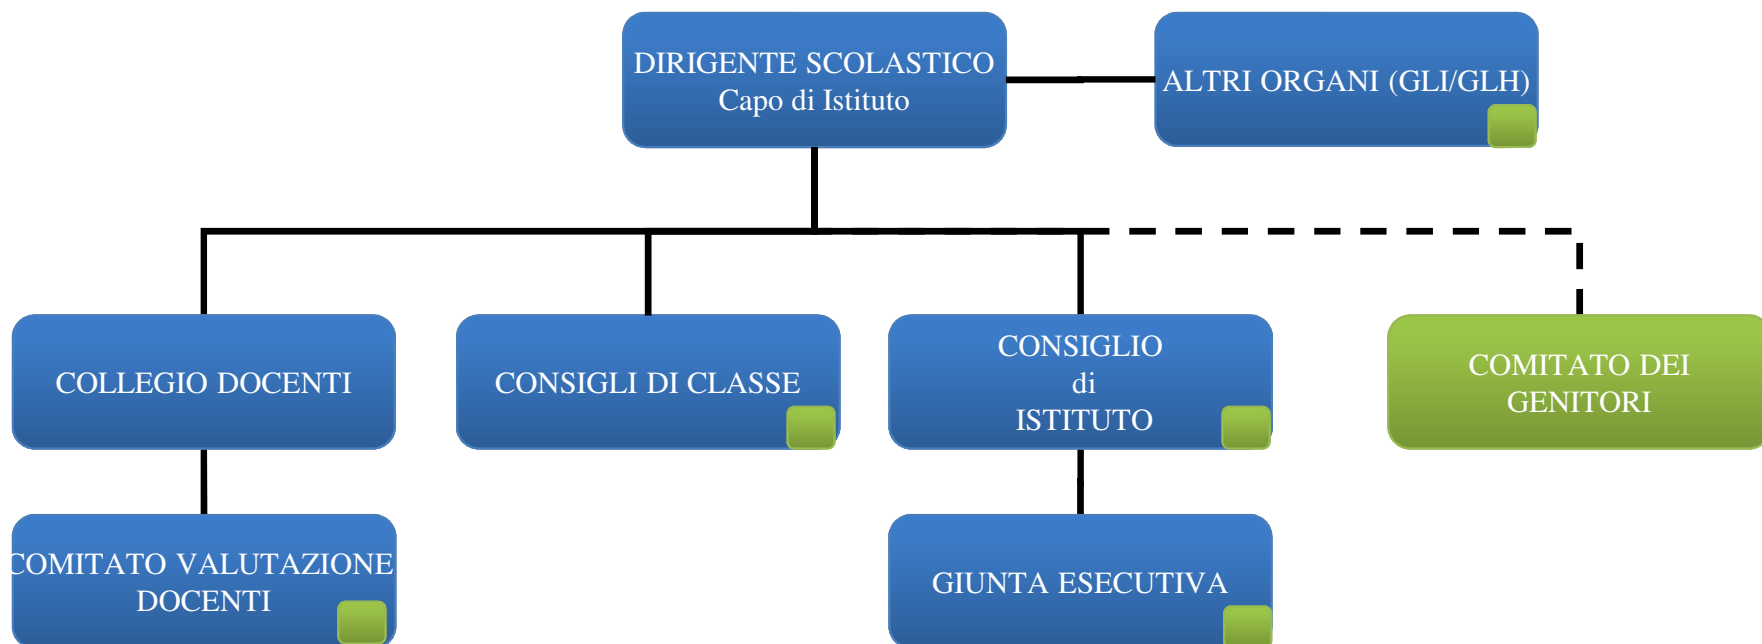 DIRIGENTE SCOLASTICO
Capo di Istituto
ALTRI ORGANI (GLI/GLH)
COLLEGIO DOCENTI
CONSIGLI DI CLASSE
CONSIGLIO
di
ISTITUTO
COMITATO DEI
GENITORI
COMITATO VALUTAZIONE
DOCENTI
GIUNTA ESECUTIVA